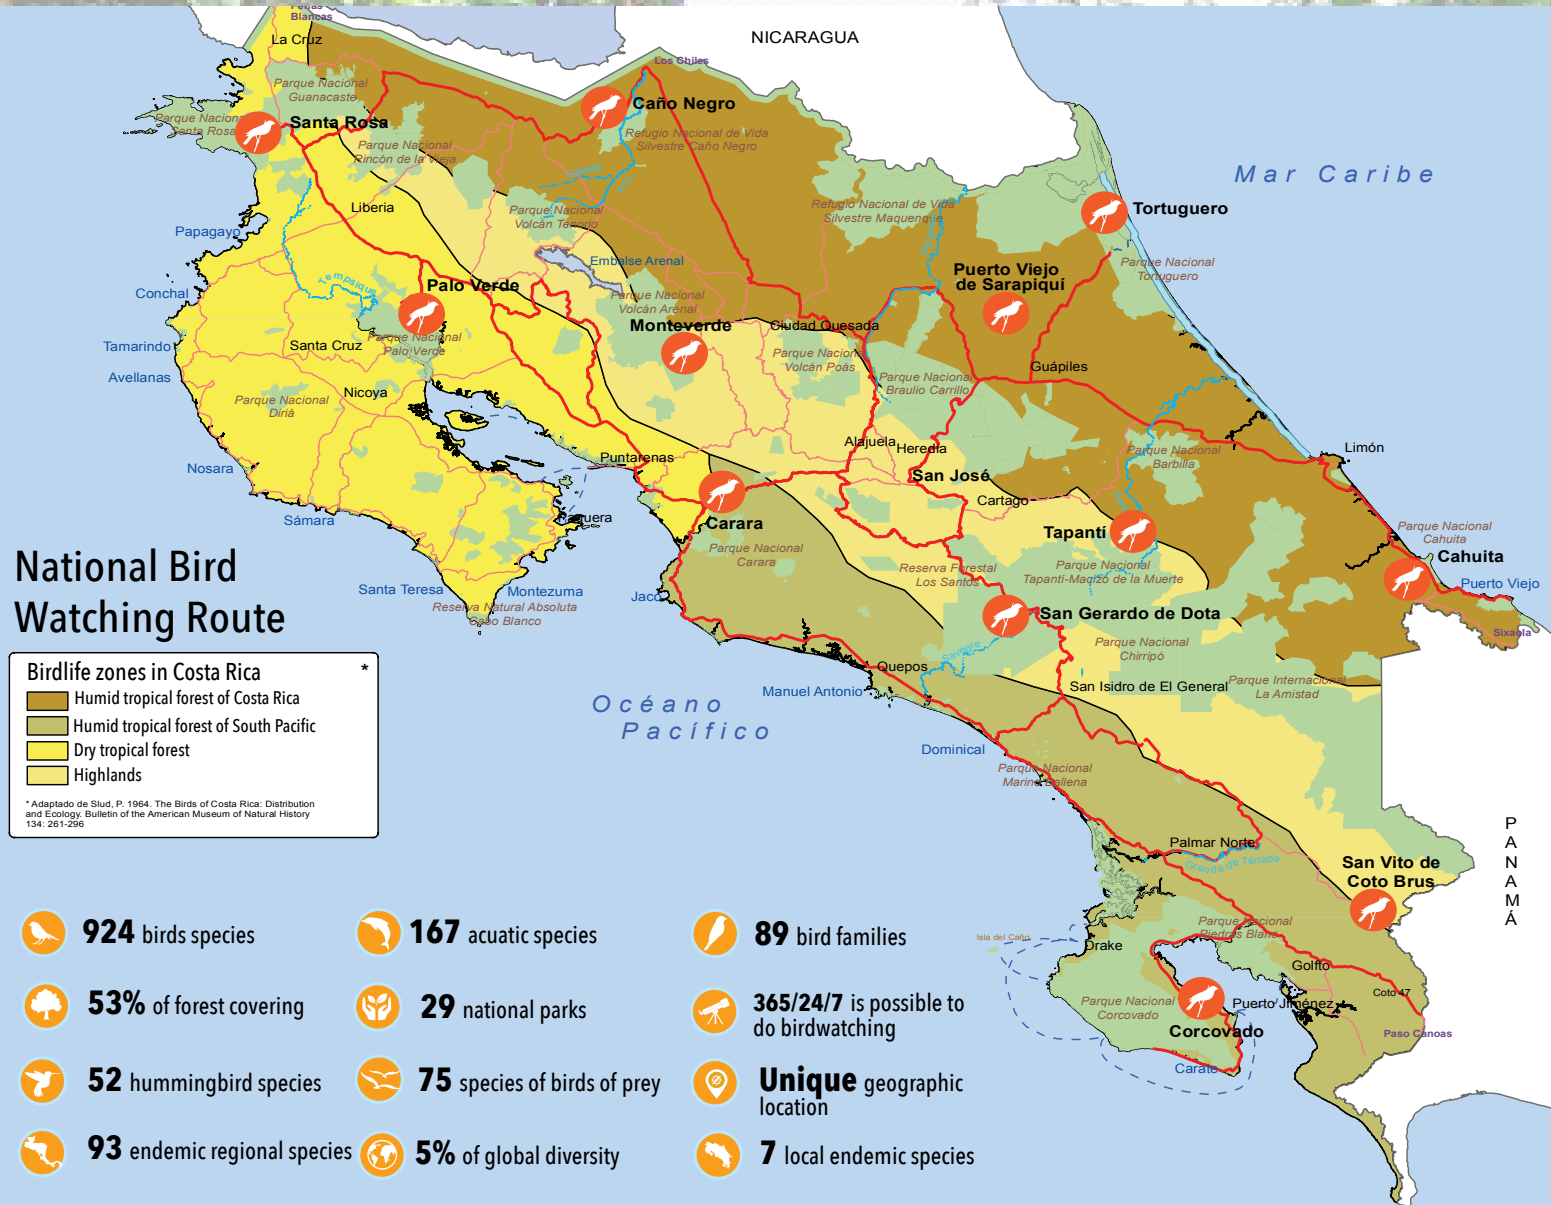 Peñas
Blancas
La Cruz
NICARAGUA
Los Chiles
Parque Nacional
Guanacaste
Caño Negro
Parque Nacional
Santa Rosa
Santa Rosa
Refugio Nacional de Vida
Silvestre Caño Negro
Parque Nacional
Rincón de la Vieja
Mar Caribe
Liberia
Parque Nacional
Volcán Tenorio
Refugio Nacional de Vida
Silvestre Maquenque
Tortuguero
Papagayo
Embalse Arenal
Parque Nacional
Tortuguero
Puerto Viejo
de Sarapiquí
Tempisque
Palo Verde
Conchal
Parque Nacional
Volcán Arenal
Monteverde
Ciudad Quesada
Tamarindo
Santa Cruz
Parque Nacional
Palo Verde
Parque Nacional
Volcán Poás
Guápiles
Avellanas
Parque Nacional
Braulio Carrillo
Nicoya
Parque Nacional
Diriá
Alajuela
Heredia
Limón
Nosara
Puntarenas
Parque Nacional
Barbilla
San José
Cartago
Sámara
Paquera
Carara
Tapantí
Parque Nacional
Cahuita
Cahuita
Parque Nacional
Carara
Reserva Forestal
Los Santos
Parque Nacional
Tapantí-Macizo de la Muerte
Puerto Viejo
National Bird
Watching Route
Santa Teresa
Montezuma
Jacó
Reserva Natural Absoluta
Cabo Blanco
San Gerardo de Dota
Sixaola
Parque Nacional
Chirripó
Savegre
Quepos
Manuel Antonio
San Isidro de El General
Parque Internacional
La Amistad
Birdlife zones in Costa Rica *
Humid tropical forest of Costa Rica
Humid tropical forest of South Pacific
Dry tropical forest
Highlands
* Adaptado de Slud, P. 1964. The Birds of Costa Rica: Distribution
and Ecology. Bulletin of the American Museum of Natural History
134: 261-296
Océano
Pacífico
Dominical
Parque Nacional
Marino Ballena
PANAMÁ
Palmar Norte
Grande de Térraba
San Vito de
Coto Brus
Parque Nacional
Piedras Blanc
Isla del Caño
Drake
Golfto
Coto 47
Parque Nacional
Corcovado
Puerto Jiménez
Corcovado
Paso Canoas
Carate
924 birds species
167 acuatic species
89 bird families
53% of forest covering
29 national parks
365/24/7 is possible to
do birdwatching
52 hummingbird species
75 species of birds of prey
Unique geographic
location
93 endemic regional species
5% of global diversity
7 local endemic species